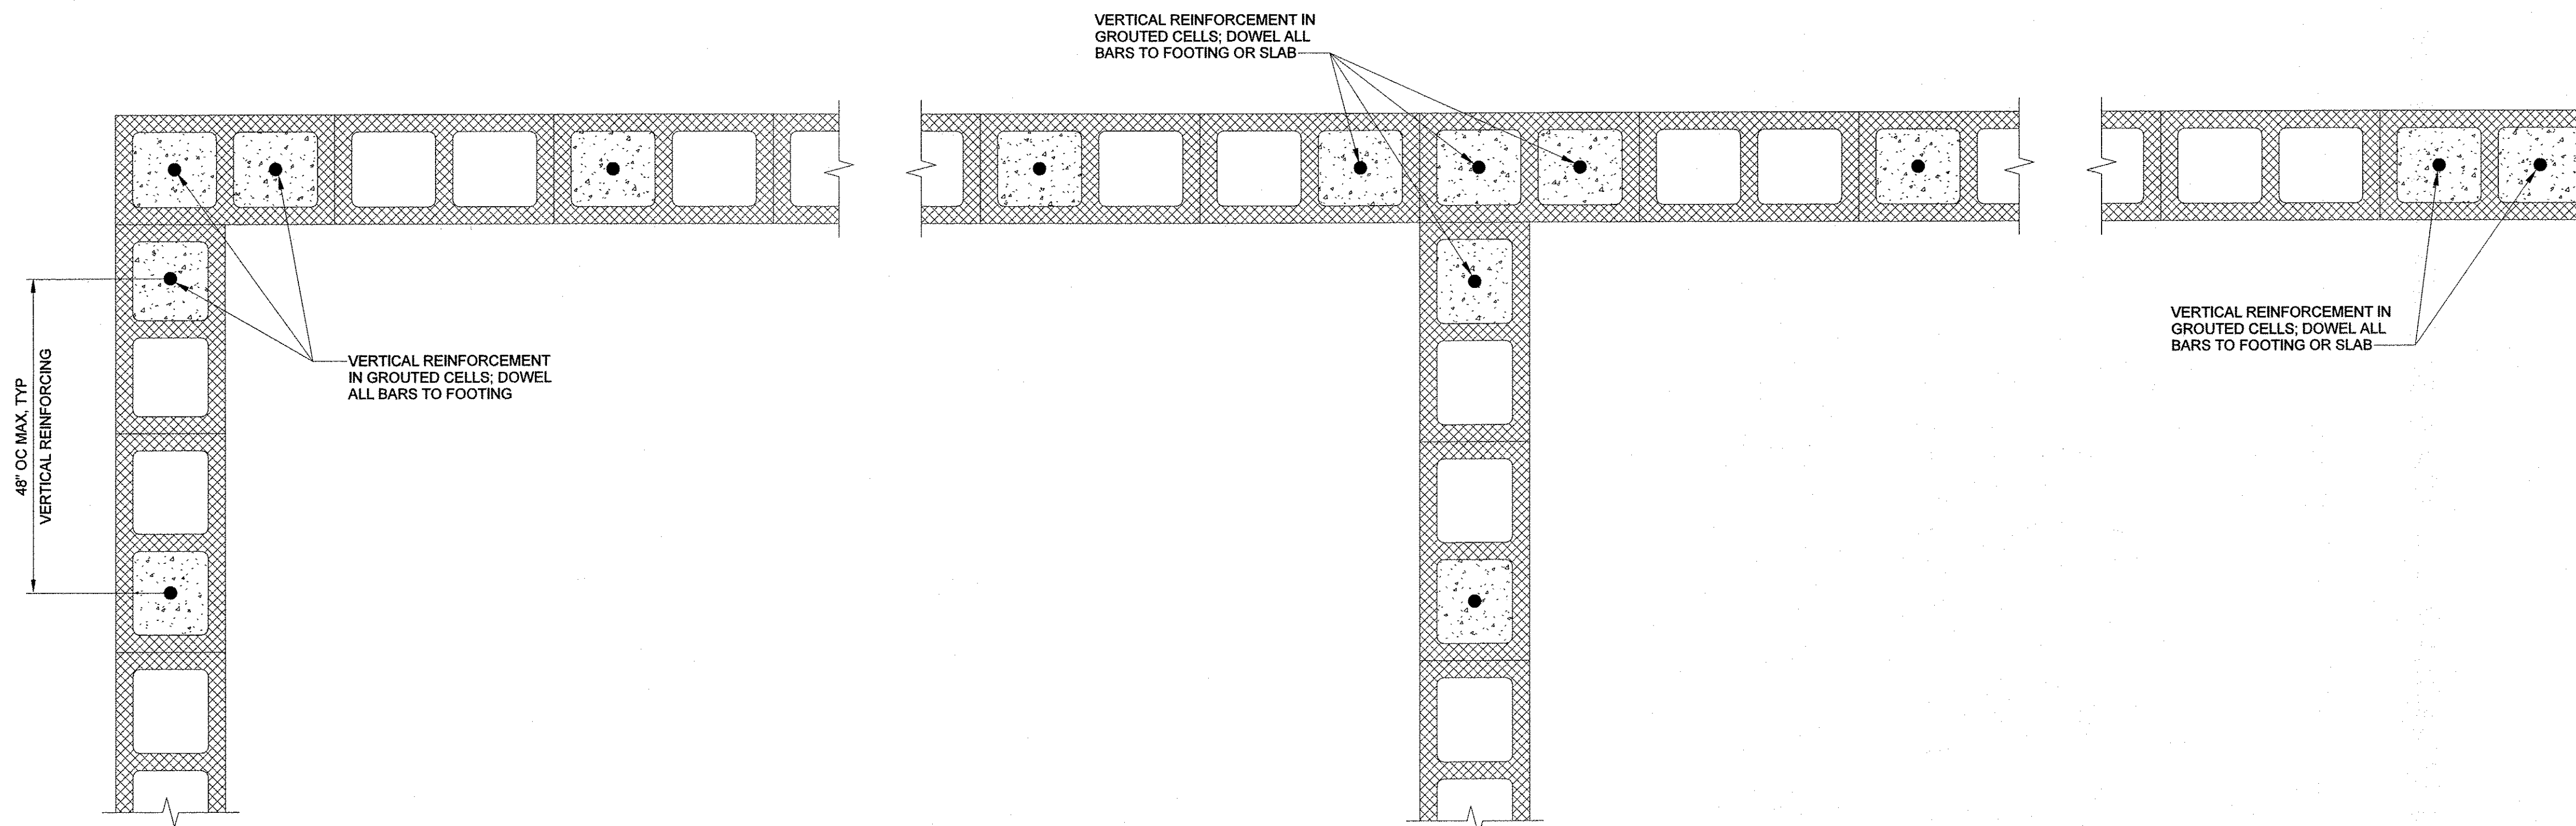 VERTICAL REINFORCEMENT IN
GROUTED CELLS; DOWEL ALL
BARS TO FOOTING OR SLAB
VERTICAL REINFORCEMENT IN
GROUTED CELLS; DOWEL ALL
BARS TO FOOTING OR SLAB
VERTICAL REINFORCEMENT
IN GROUTED CELLS; DOWEL
ALL BARS TO FOOTING
48" OC MAX, TYP
VERTICAL REINFORCING